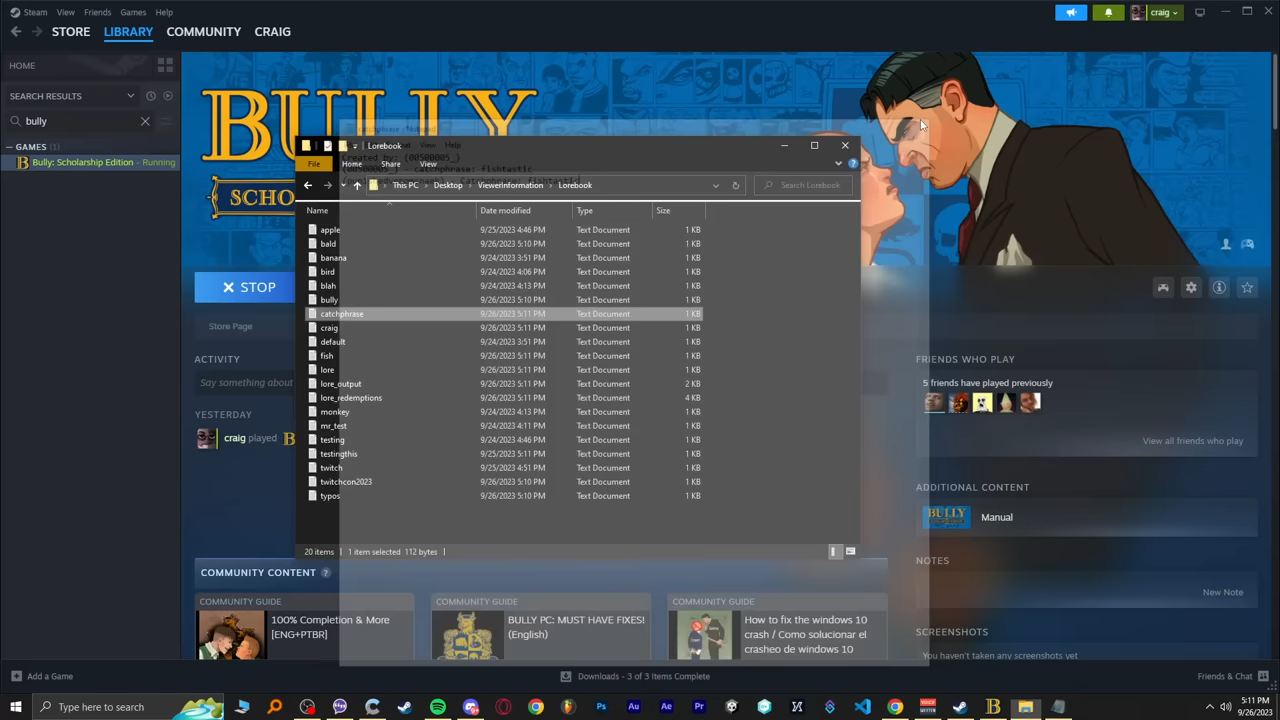 Steam View Friends Games Help
craig
STORE LIBRARY COMMUNITY CRAIG
HOME
SEARCH RESULTS
bully
GAMES (1)
Bully: Scholarship Edition - Running
BULLY
catchphrase - Notepad
Lorebook
View Help
Created by: (00500005_)
File Home Share View
catchphrase: fishtastic
Catchphrase: fishtastic
This PC Desktop ViewerInformation Lorebook
Search Lorebook
Name Date modified Type Size
apple 9/25/2023 4:46 PM Text Document 1 KB
bald 9/26/2023 5:10 PM Text Document 1 KB
banana 9/24/2023 3:51 PM Text Document 1 KB
bird 9/24/2023 4:06 PM Text Document 1 KB
blah 9/24/2023 4:13 PM Text Document 1 KB
bully 9/26/2023 5:10 PM Text Document 1 KB
catchphrase 9/26/2023 5:11 PM Text Document 1 KB
craig 9/26/2023 5:11 PM Text Document 1 KB
default 9/24/2023 3:51 PM Text Document 1 KB
fish 9/26/2023 5:11 PM Text Document 1 KB
lore 9/26/2023 5:11 PM Text Document 1 KB
lore_output 9/26/2023 5:11 PM Text Document 2 KB
lore_redemptions 9/26/2023 5:11 PM Text Document 4 KB
monkey 9/24/2023 4:13 PM Text Document 1 KB
mr_test 9/24/2023 4:11 PM Text Document 1 KB
testing 9/24/2023 4:46 PM Text Document 1 KB
testingthis 9/25/2023 5:11 PM Text Document 1 KB
twitch 9/25/2023 4:51 PM Text Document 1 KB
twitchcon2023 9/26/2023 5:10 PM Text Document 1 KB
typos 9/26/2023 5:10 PM Text Document 1 KB
20 items 1 item selected 112 bytes
STOP
Store Page
ACTIVITY
Say something about
YESTERDAY
craig played
FRIENDS WHO PLAY
5 friends have played previously
View all friends who play
ADDITIONAL CONTENT
BULLY Manual
NOTES
New Note
SCREENSHOTS
You haven't taken any screenshots yet
COMMUNITY CONTENT ?
COMMUNITY GUIDE
100% Completion & More
[ENG+PTBR]
COMMUNITY GUIDE
BULLY PC: MUST HAVE FIXES!
(English)
COMMUNITY GUIDE
How to fix the windows 10
crash / Como solucionar el
crasheo de windows 10
Add a Game
Downloads - 3 of 3 Items Complete
Friends & Chat
Type here to search
5:11 PM
9/26/2023